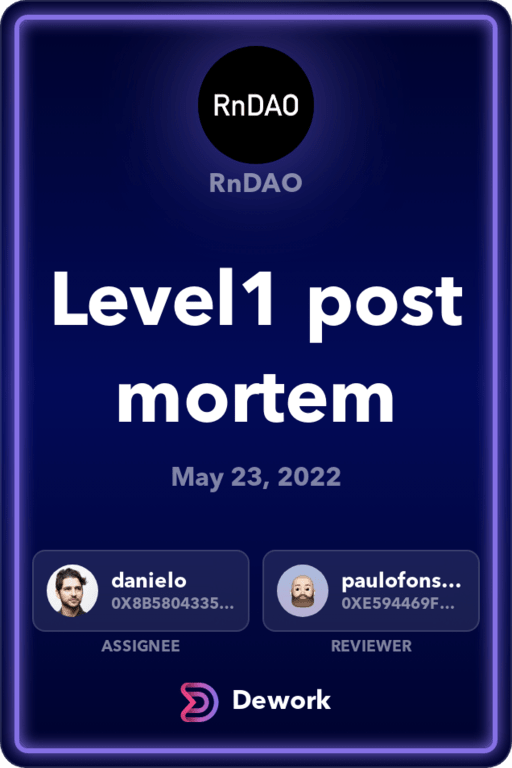 RnDAO
RnDAO
Level1 post
mortem
May 23, 2022
danielo
0X8B5804335...
paulofons...
0XE594469F...
ASSIGNEE
REVIEWER
Dework